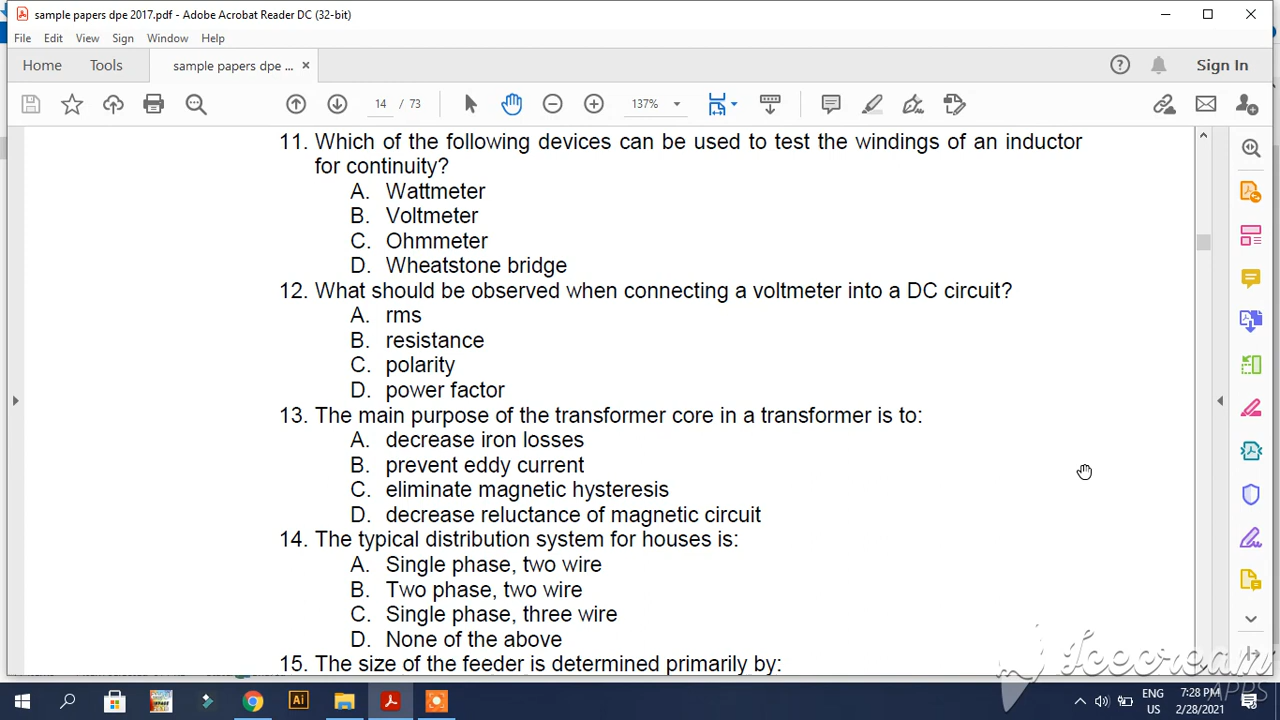 sample papers dpe 2017.pdf - Adobe Acrobat Reader DC (32-bit)
File Edit View Sign Window Help
Home Tools sample papers dpe ... × Sign In
14 / 73 137%
11. Which of the following devices can be used to test the windings of an inductor
for continuity?
A. Wattmeter
B. Voltmeter
C. Ohmmeter
D. Wheatstone bridge
12. What should be observed when connecting a voltmeter into a DC circuit?
A. rms
B. resistance
C. polarity
D. power factor
13. The main purpose of the transformer core in a transformer is to:
A. decrease iron losses
B. prevent eddy current
C. eliminate magnetic hysteresis
D. decrease reluctance of magnetic circuit
14. The typical distribution system for houses is:
A. Single phase, two wire
B. Two phase, two wire
C. Single phase, three wire
D. None of the above
15. The size of the feeder is determined primarily by:
Icecream
APPS
Ai
ENG 7:28 PM
US 2/28/2021